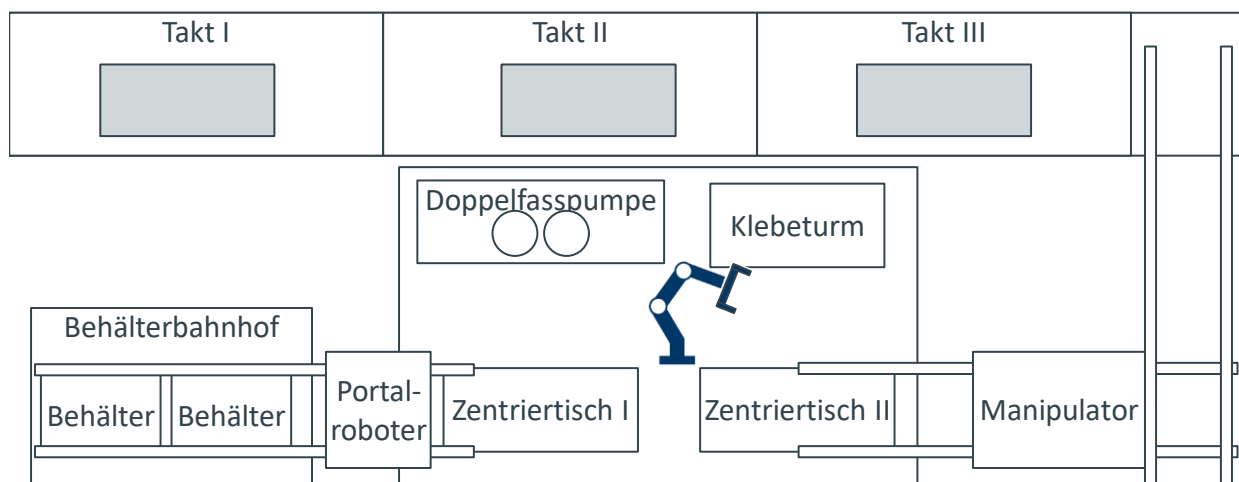 Takt I
Takt II
Takt III
Doppelfasspumpe
Klebeturm
Behälterbahnhof
Behälter
Behälter
Portal-
roboter
Zentriertisch I
Zentriertisch II
Manipulator